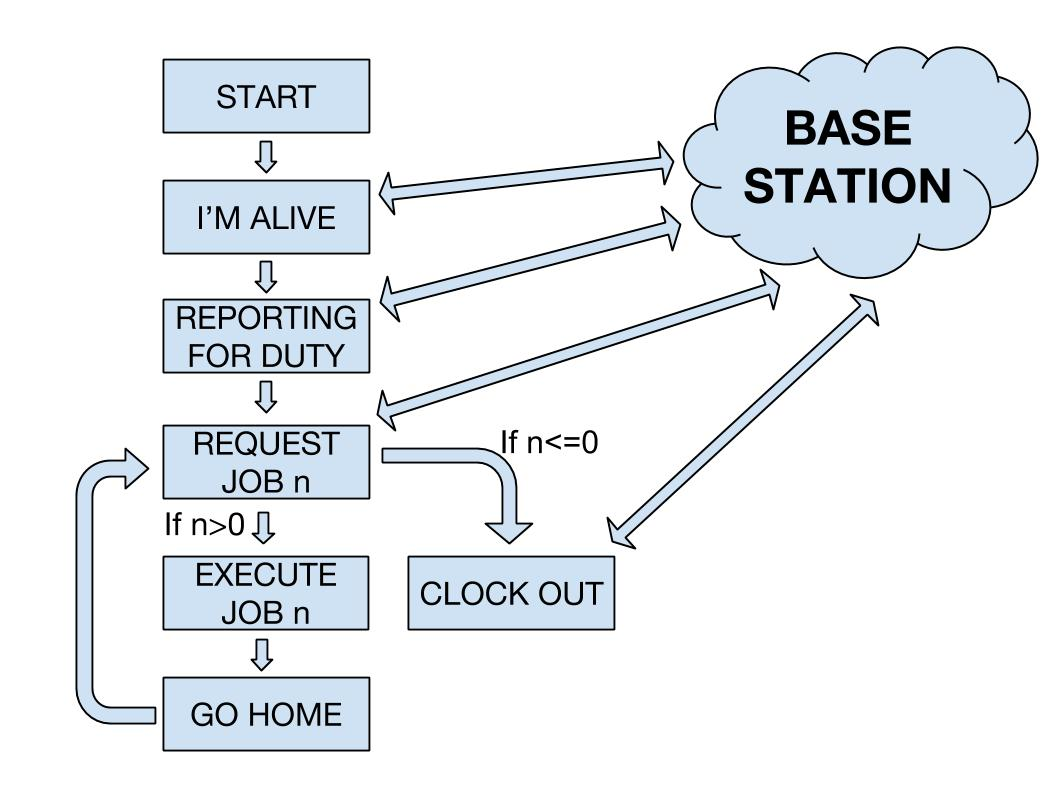 START
BASE
STATION
I'M ALIVE
REPORTING
FOR DUTY
REQUEST
JOB n
If n<=0
If n>0
EXECUTE
JOB n
CLOCK OUT
GO HOME